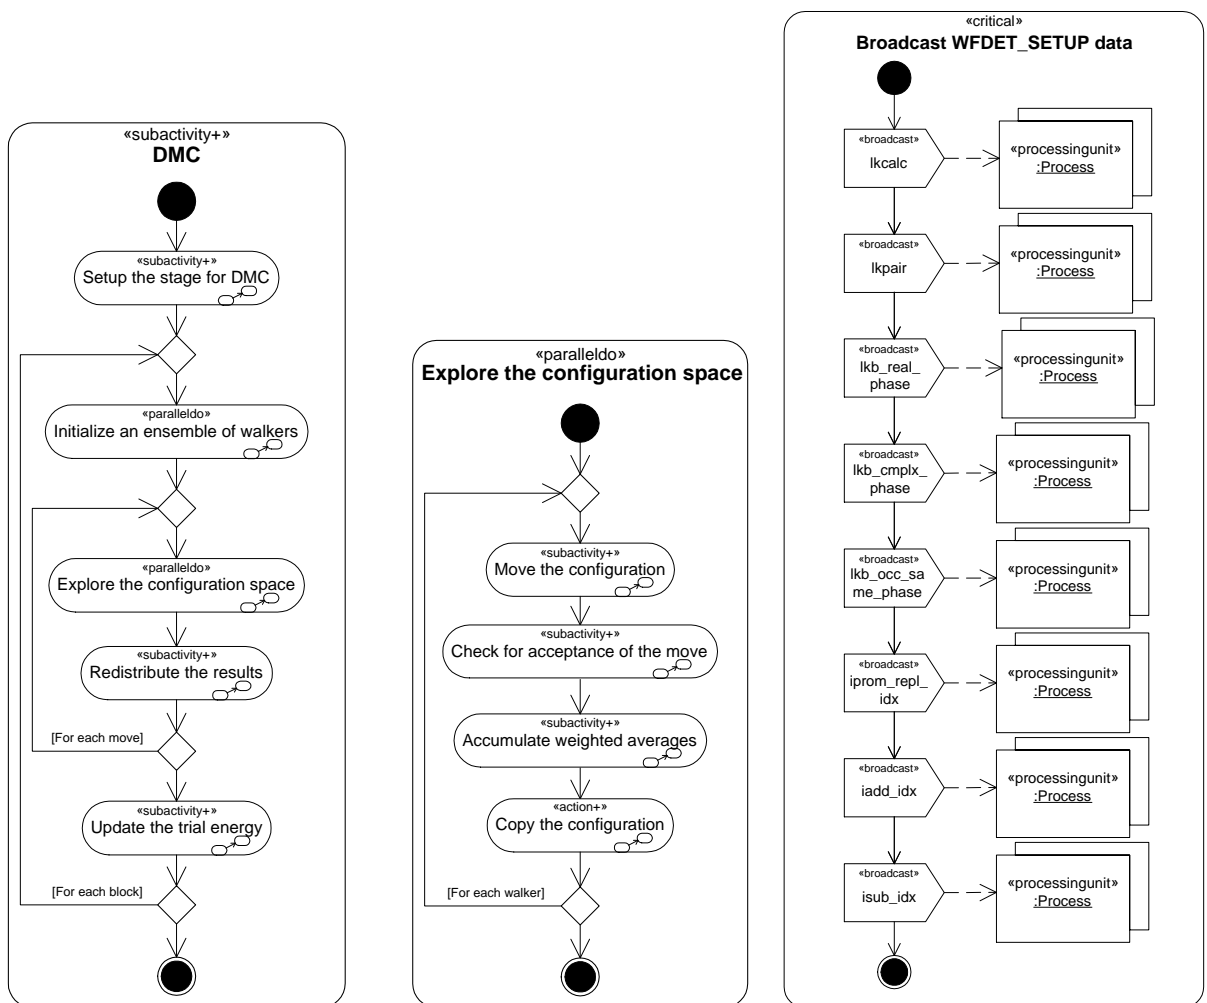 «subactivity+»
DMC
«subactivity+»
Setup the stage for DMC
«paralleldo»
Initialize an ensemble of walkers
«paralleldo»
Explore the configuration space
«subactivity+»
Redistribute the results
[For each move]
«subactivity+»
Update the trial energy
[For each block]
«paralleldo»
Explore the configuration space
«subactivity+»
Move the configuration
«subactivity+»
Check for acceptance of the move
«subactivity+»
Accumulate weighted averages
«action+»
Copy the configuration
[For each walker]
«critical»
Broadcast WFDET_SETUP data
«broadcast»
lkcalc
«processingunit»
:Process
«broadcast»
lkpair
«processingunit»
:Process
«broadcast»
lkb_real_
phase
«processingunit»
:Process
«broadcast»
lkb_cmplx_
phase
«processingunit»
:Process
«broadcast»
lkb_occ_sa
me_phase
«processingunit»
:Process
«broadcast»
iprom_repl_
idx
«processingunit»
:Process
«broadcast»
iadd_idx
«processingunit»
:Process
«broadcast»
isub_idx
«processingunit»
:Process